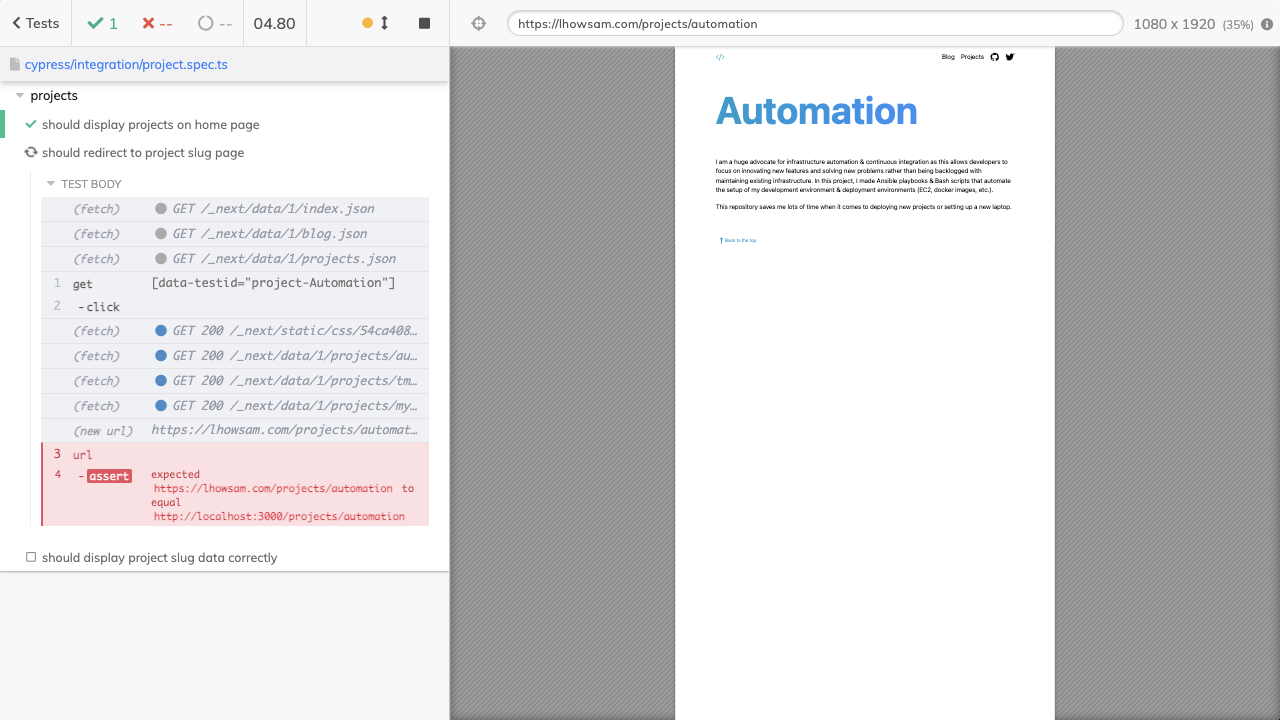 Tests
1
--
--
04.80
https://lhowsam.com/projects/automation
1080 x 1920 (35%)
cypress/integration/project.spec.ts
projects
should display projects on home page
should redirect to project slug page
TEST BODY
(fetch) GET /_next/data/1/index.json
(fetch) GET /_next/data/1/blog.json
(fetch) GET /_next/data/1/projects.json
1 get [data-testid="project-Automation"]
2 -click
(fetch) GET 200 /_next/static/css/54ca408…
(fetch) GET 200 /_next/data/1/projects/au…
(fetch) GET 200 /_next/data/1/projects/tm…
(fetch) GET 200 /_next/data/1/projects/my…
(new url) https://lhowsam.com/projects/automat…
3 url
4 -assert expected
https://lhowsam.com/projects/automation to
equal
http://localhost:3000/projects/automation
should display project slug data correctly
</> Blog Projects
Automation
I am a huge advocate for infrastructure automation & continuous integration as this allows developers to
focus on innovating new features and solving new problems rather than being backlogged with
maintaining existing infrastructure. In this project, I made Ansible playbooks & Bash scripts that automate
the setup of my development environment & deployment environments (EC2, docker images, etc.).
This repository saves me lots of time when it comes to deploying new projects or setting up a new laptop.
Back to the top